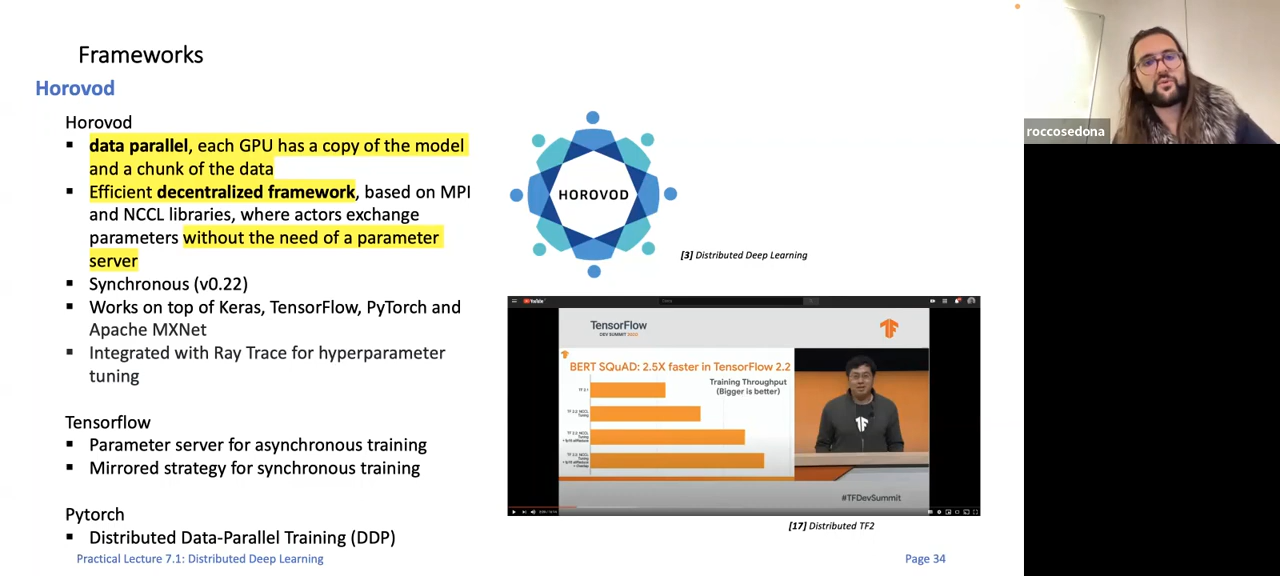 Frameworks
Horovod
Horovod
▪ data parallel, each GPU has a copy of the model
and a chunk of the data
▪ Efficient decentralized framework, based on MPI
and NCCL libraries, where actors exchange
parameters without the need of a parameter
server
▪ Synchronous (v0.22)
▪ Works on top of Keras, TensorFlow, PyTorch and
Apache MXNet
▪ Integrated with Ray Trace for hyperparameter
tuning
Tensorflow
▪ Parameter server for asynchronous training
▪ Mirrored strategy for synchronous training
Pytorch
▪ Distributed Data-Parallel Training (DDP)
HOROVOD
[3] Distributed Deep Learning
YouTube
TensorFlow
DEV SUMMIT 2020
BERT SQuAD: 2.5X faster in TensorFlow 2.2
Training Throughput
(Bigger is better)
TF 2.1
#TFDevSummit
[17] Distributed TF2
Practical Lecture 7.1: Distributed Deep Learning
Page 34
roccosedona